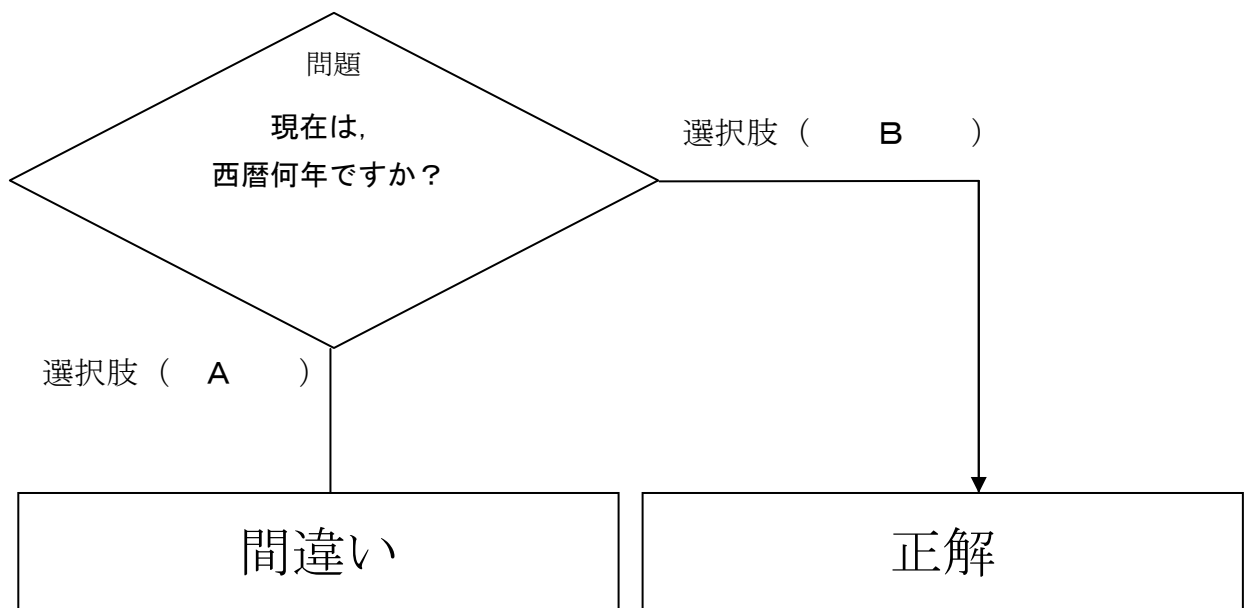 問題
現在は,
西暦何年ですか？
選択肢（　　Ｂ　　）
選択肢（　Ａ　　）
間違い
正解